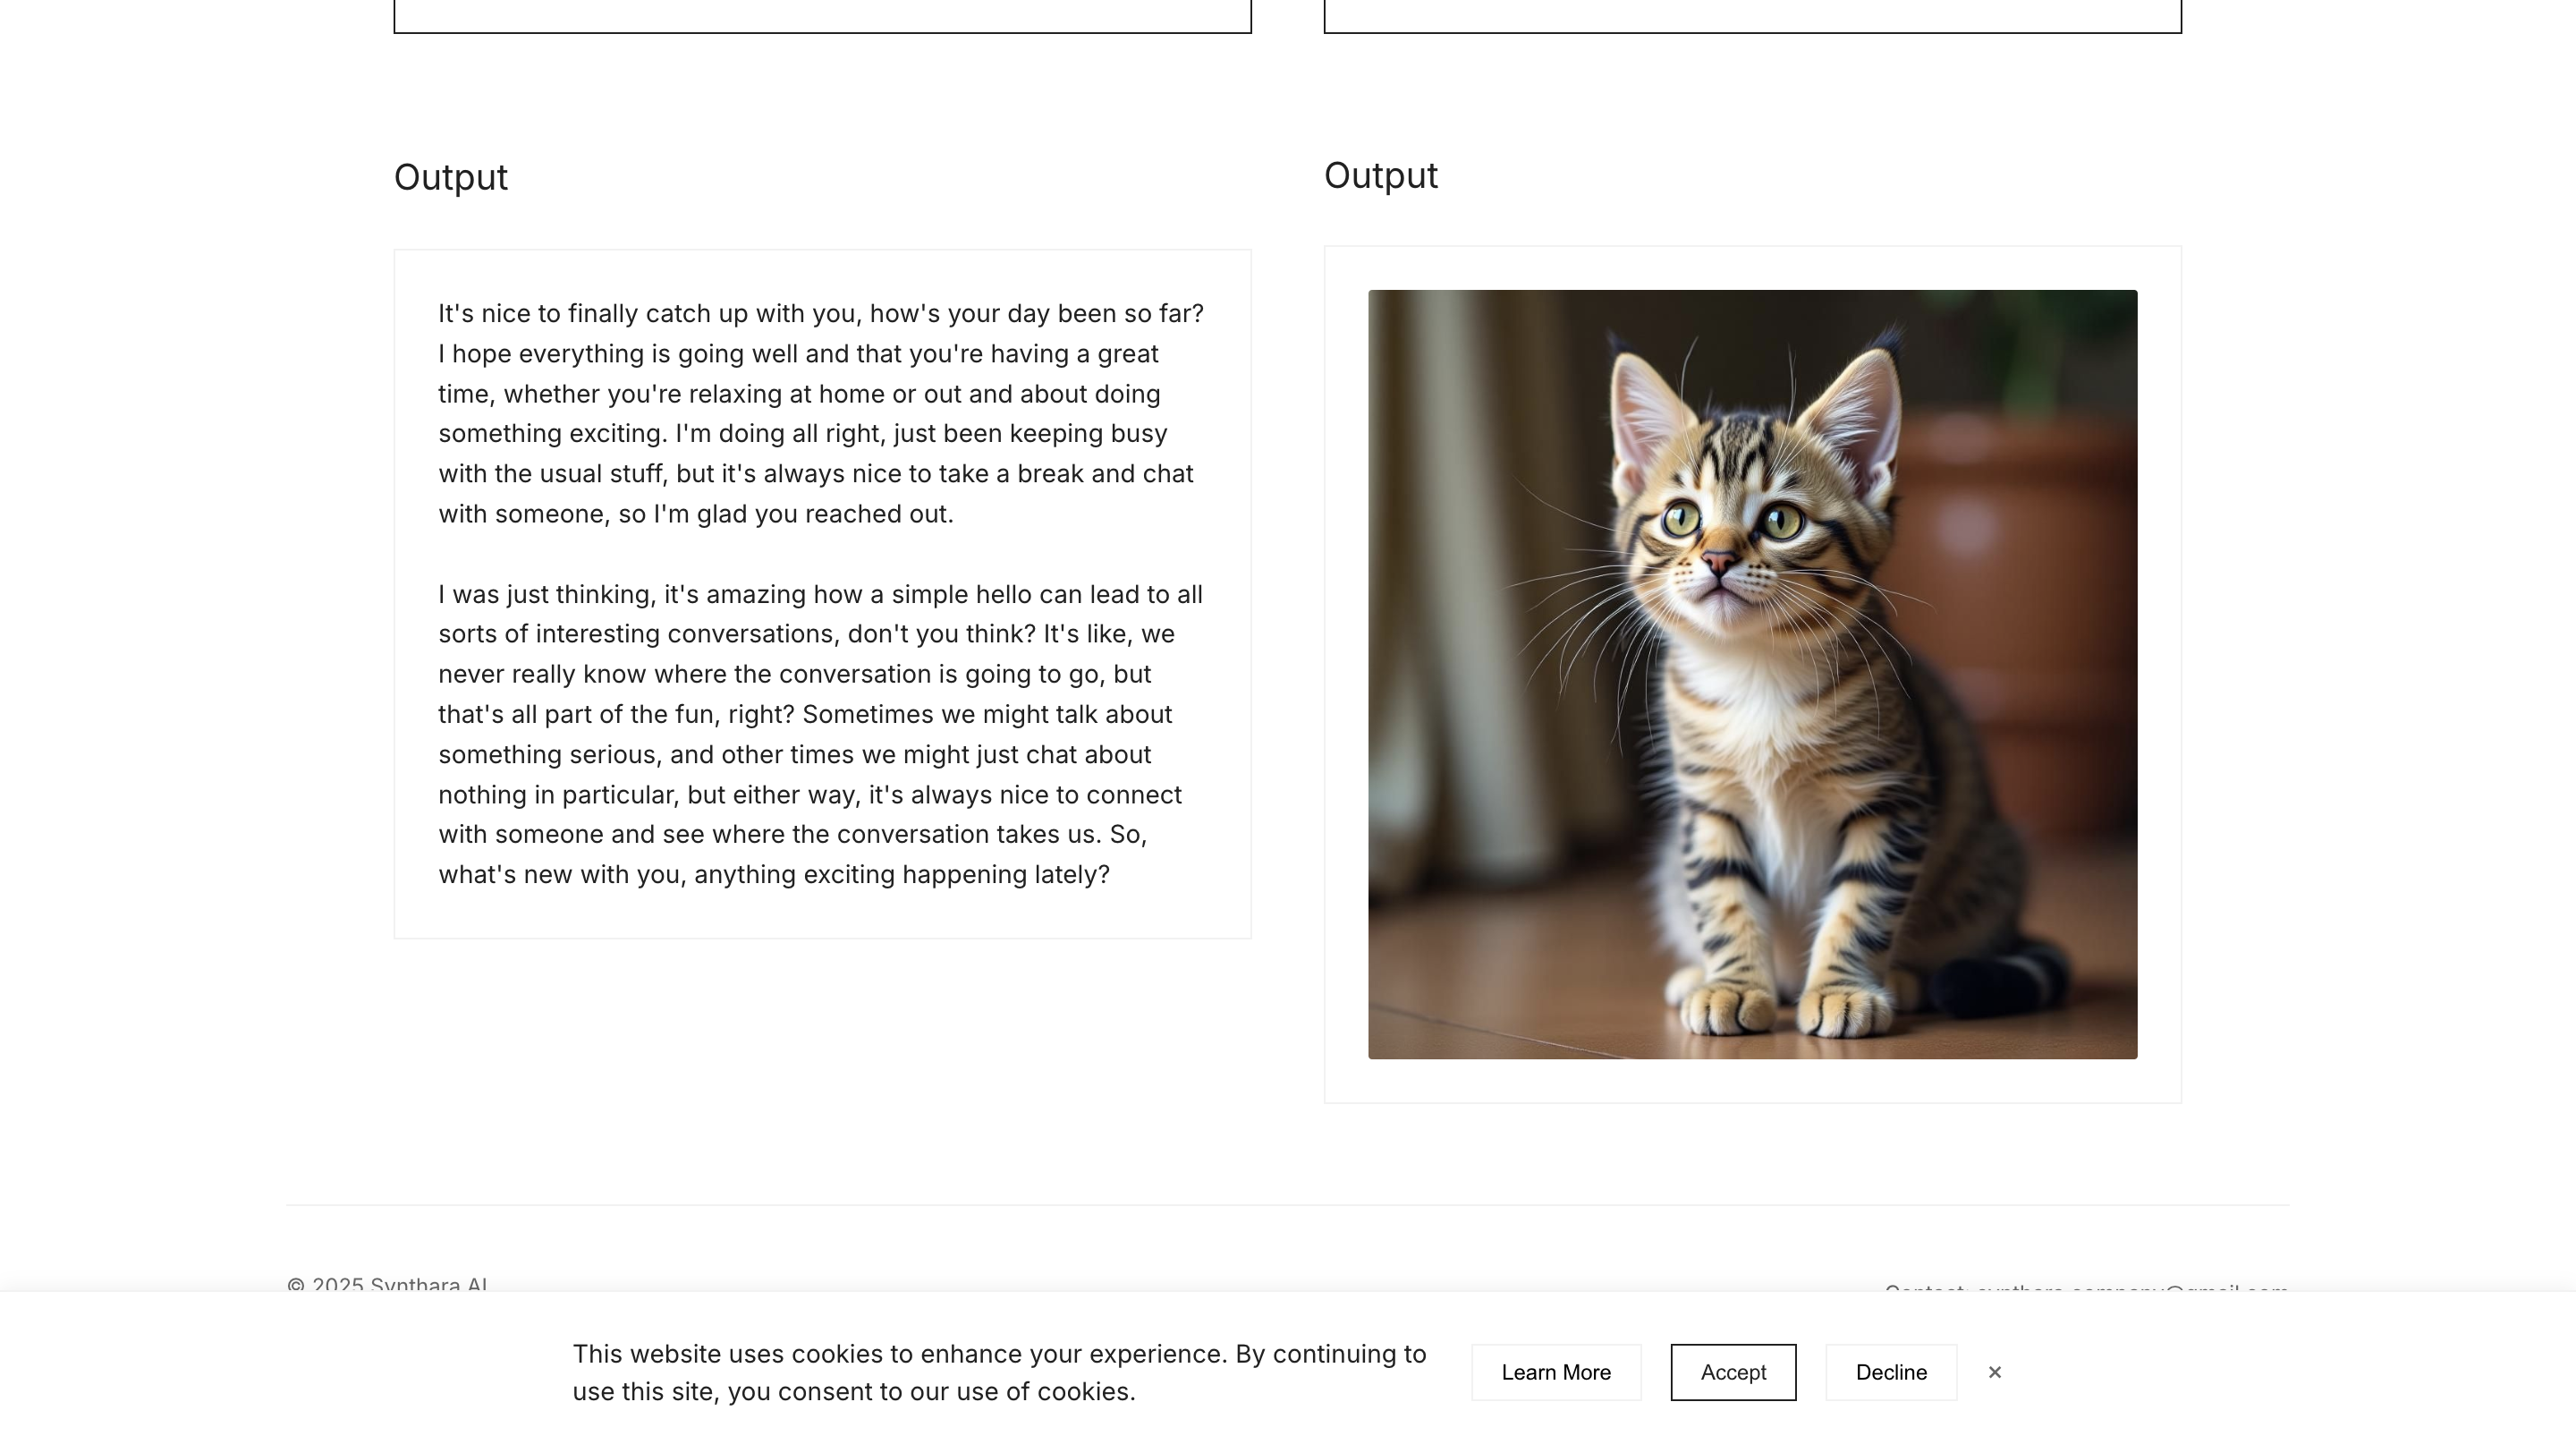 Output
It's nice to finally catch up with you, how's your day been so far?
I hope everything is going well and that you're having a great
time, whether you're relaxing at home or out and about doing
something exciting. I'm doing all right, just been keeping busy
with the usual stuff, but it's always nice to take a break and chat
with someone, so I'm glad you reached out.
I was just thinking, it's amazing how a simple hello can lead to all
sorts of interesting conversations, don't you think? It's like, we
never really know where the conversation is going to go, but
that's all part of the fun, right? Sometimes we might talk about
something serious, and other times we might just chat about
nothing in particular, but either way, it's always nice to connect
with someone and see where the conversation takes us. So,
what's new with you, anything exciting happening lately?
Output
© 2025 Synthara AI
Contact: synthara.company@gmail.com
This website uses cookies to enhance your experience. By continuing to
use this site, you consent to our use of cookies.
Learn More
Accept
Decline
×